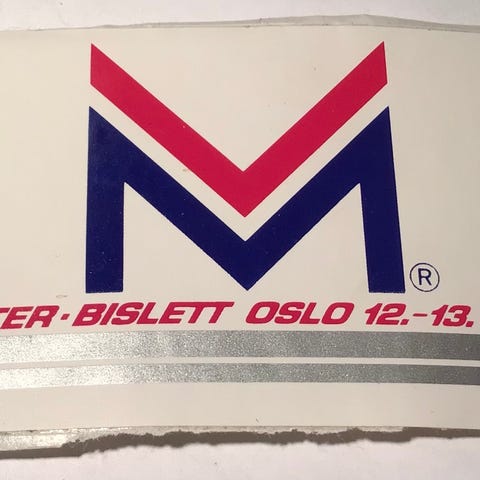 M
®
TER · BISLETT OSLO 12.-13.